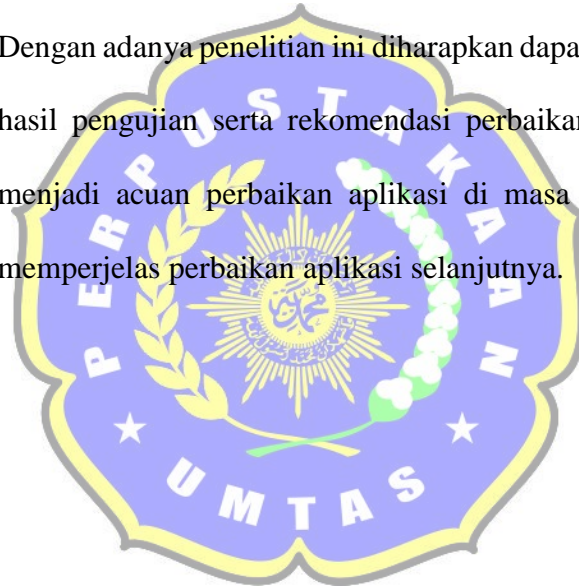 Dengan adanya penelitian ini diharapkan dapa
hasil pengujian serta rekomendasi perbaikan
menjadi acuan perbaikan aplikasi di masa
memperjelas perbaikan aplikasi selanjutnya.
PERPUSTAKAAN
UMTAS